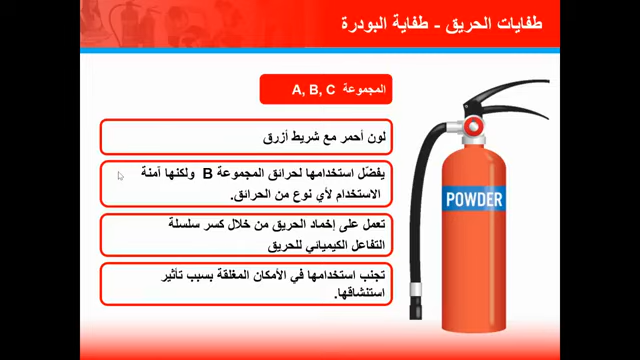 طفايات الحريق - طفاية البودرة
المجموعة A, B, C
لون أحمر مع شريط أزرق
يفضّل استخدامها لحرائق المجموعة B ولكنها آمنة
الاستخدام لأي نوع من الحرائق.
تعمل على إخماد الحريق من خلال كسر سلسلة
التفاعل الكيميائي للحريق
تجنب استخدامها في الأماكن المغلقة بسبب تأثير
استنشاقها.
POWDER